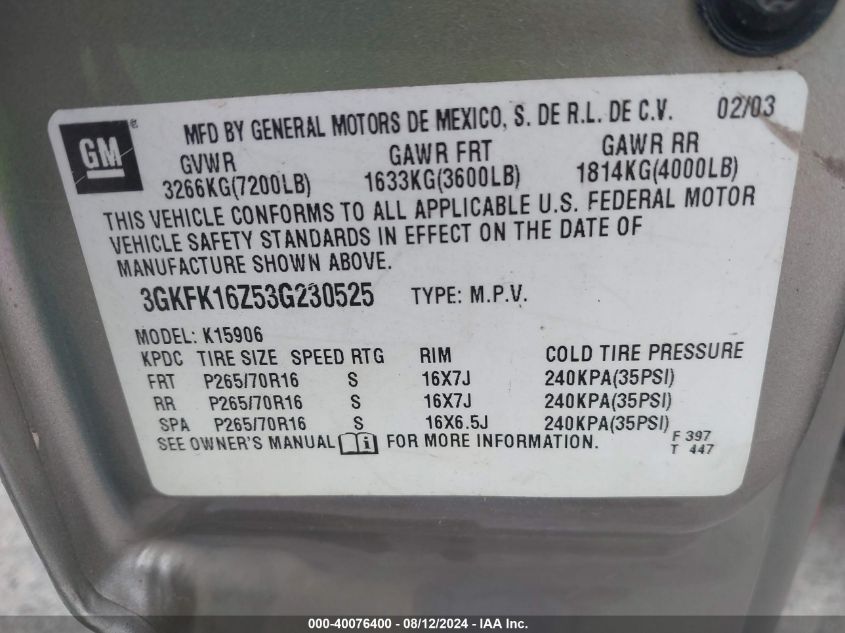 GM®
MFD BY GENERAL MOTORS DE MEXICO, S. DE R.L. DE C.V. 02/03
GVWR GAWR FRT GAWR RR
3266KG(7200LB) 1633KG(3600LB) 1814KG(4000LB)
THIS VEHICLE CONFORMS TO ALL APPLICABLE U.S. FEDERAL MOTOR
VEHICLE SAFETY STANDARDS IN EFFECT ON THE DATE OF
MANUFACTURE SHOWN ABOVE.
3GKFK16Z53G230525 TYPE: M.P.V.
MODEL: K15906
KPDC TIRE SIZE SPEED RTG RIM COLD TIRE PRESSURE
FRT P265/70R16 S 16X7J 240KPA(35PSI)
RR P265/70R16 S 16X7J 240KPA(35PSI)
SPA P265/70R16 S 16X6.5J 240KPA(35PSI)
SEE OWNER'S MANUAL i FOR MORE INFORMATION. F 397
T 447
000-40076400 - 08/12/2024 - IAA Inc.